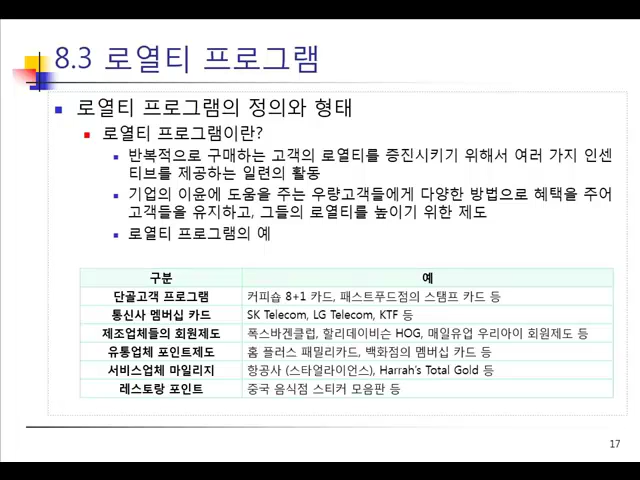 8.3 로열티 프로그램
로열티 프로그램의 정의와 형태
로열티 프로그램이란?
반복적으로 구매하는 고객의 로열티를 증진시키기 위해서 여러 가지 인센
티브를 제공하는 일련의 활동
기업의 이윤에 도움을 주는 우량고객들에게 다양한 방법으로 혜택을 주어
고객들을 유지하고, 그들의 로열티를 높이기 위한 제도
로열티 프로그램의 예
구분 예
단골고객 프로그램 커피숍 8+1 카드, 패스트푸드점의 스탬프 카드 등
통신사 멤버십 카드 SK Telecom, LG Telecom, KTF 등
제조업체들의 회원제도 폭스바겐클럽, 할리데이비슨 HOG, 매일유업 우리아이 회원제도 등
유통업체 포인트제도 홈 플러스 패밀리카드, 백화점의 멤버십 카드 등
서비스업체 마일리지 항공사 (스타얼라이언스), Harrah's Total Gold 등
레스토랑 포인트 중국 음식점 스티커 모음판 등
17